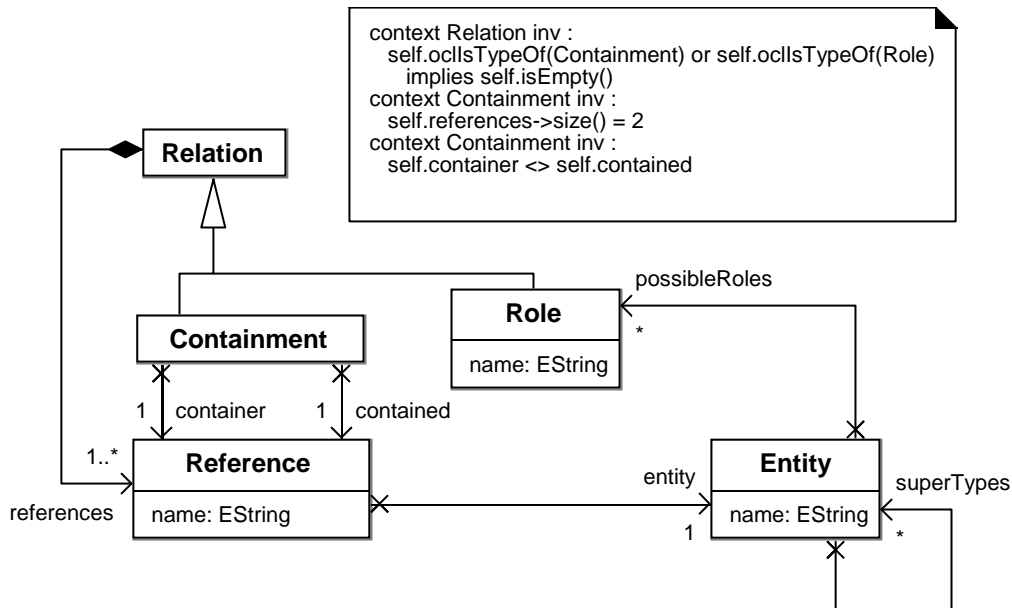 context Relation inv :
self.oclIsTypeOf(Containment) or self.oclIsTypeOf(Role)
implies self.isEmpty()
context Containment inv :
self.references->size() = 2
context Containment inv :
self.container <> self.contained
Relation
possibleRoles
*
Role
name: EString
Containment
1 container
1 contained
1..*
references
Reference
name: EString
entity
1
Entity
name: EString
superTypes
*